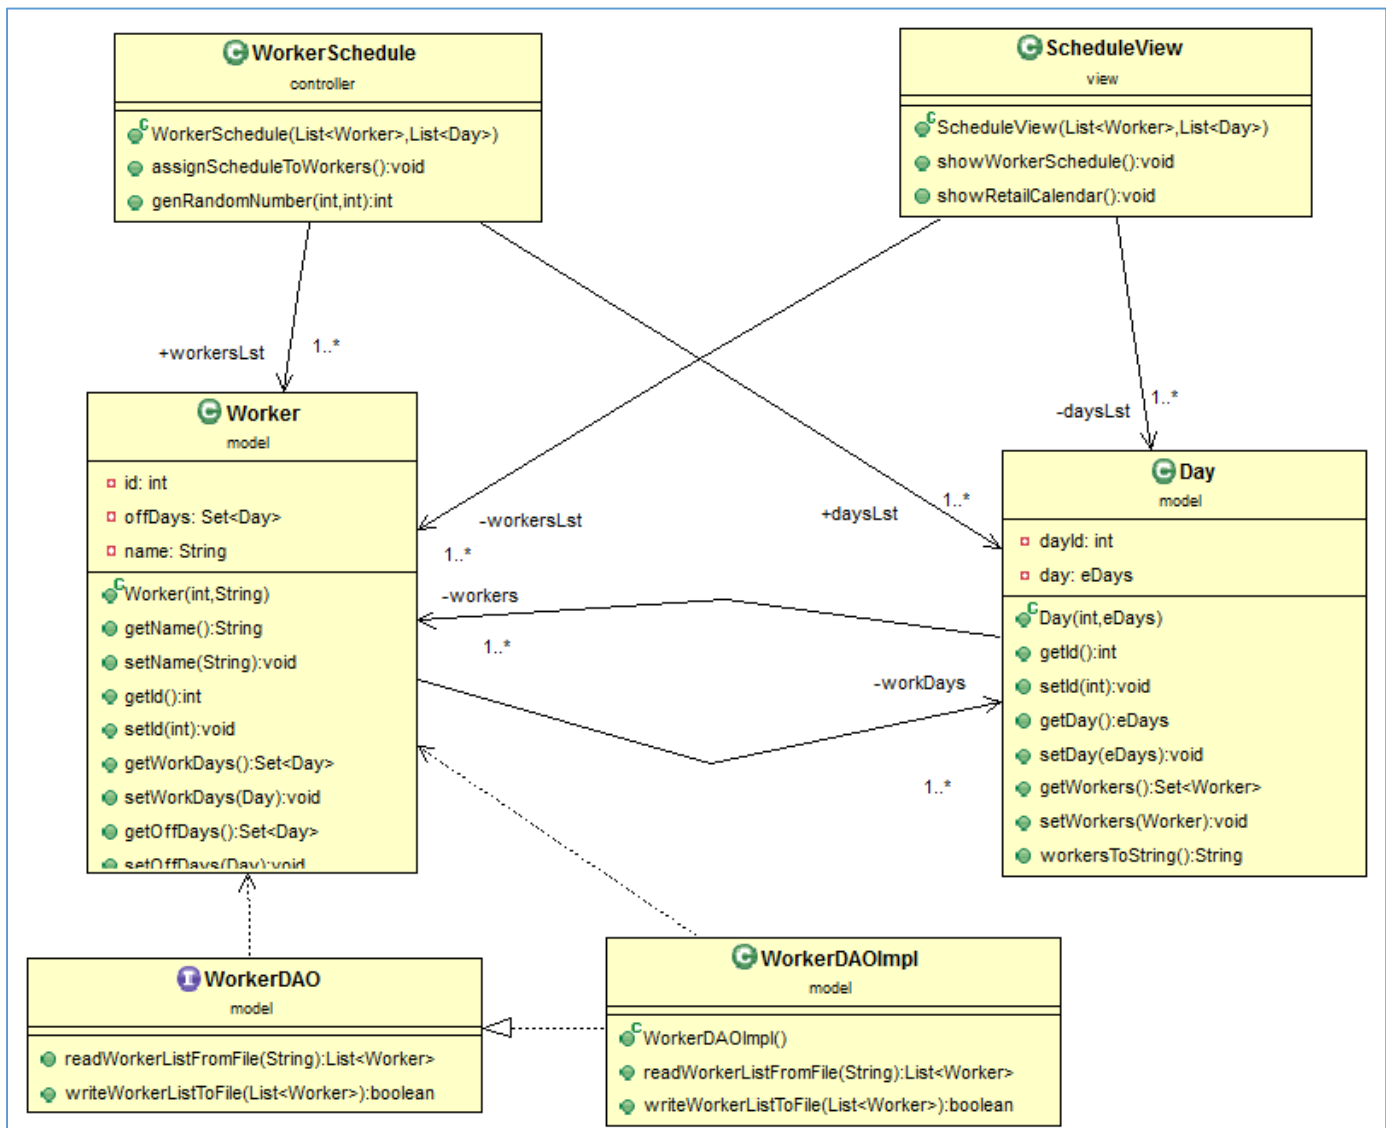 WorkerSchedule
controller
WorkerSchedule(List<Worker>,List<Day>)
assignScheduleToWorkers():void
genRandomNumber(int,int):int
ScheduleView
view
ScheduleView(List<Worker>,List<Day>)
showWorkerSchedule():void
showRetailCalendar():void
+workersLst
1..*
-daysLst
1..*
Worker
model
id: int
offDays: Set<Day>
name: String
Worker(int,String)
getName():String
setName(String):void
getId():int
setId(int):void
getWorkDays():Set<Day>
setWorkDays(Day):void
getOffDays():Set<Day>
setOffDays(Day):void
-workersLst
1..*
+daysLst
1..*
-workers
1..*
-workDays
1..*
Day
model
dayId: int
day: eDays
Day(int,eDays)
getId():int
setId(int):void
getDay():eDays
setDay(eDays):void
getWorkers():Set<Worker>
setWorkers(Worker):void
workersToString():String
WorkerDAO
model
readWorkerListFromFile(String):List<Worker>
writeWorkerListToFile(List<Worker>):boolean
WorkerDAOImpl
model
WorkerDAOImpl()
readWorkerListFromFile(String):List<Worker>
writeWorkerListToFile(List<Worker>):boolean